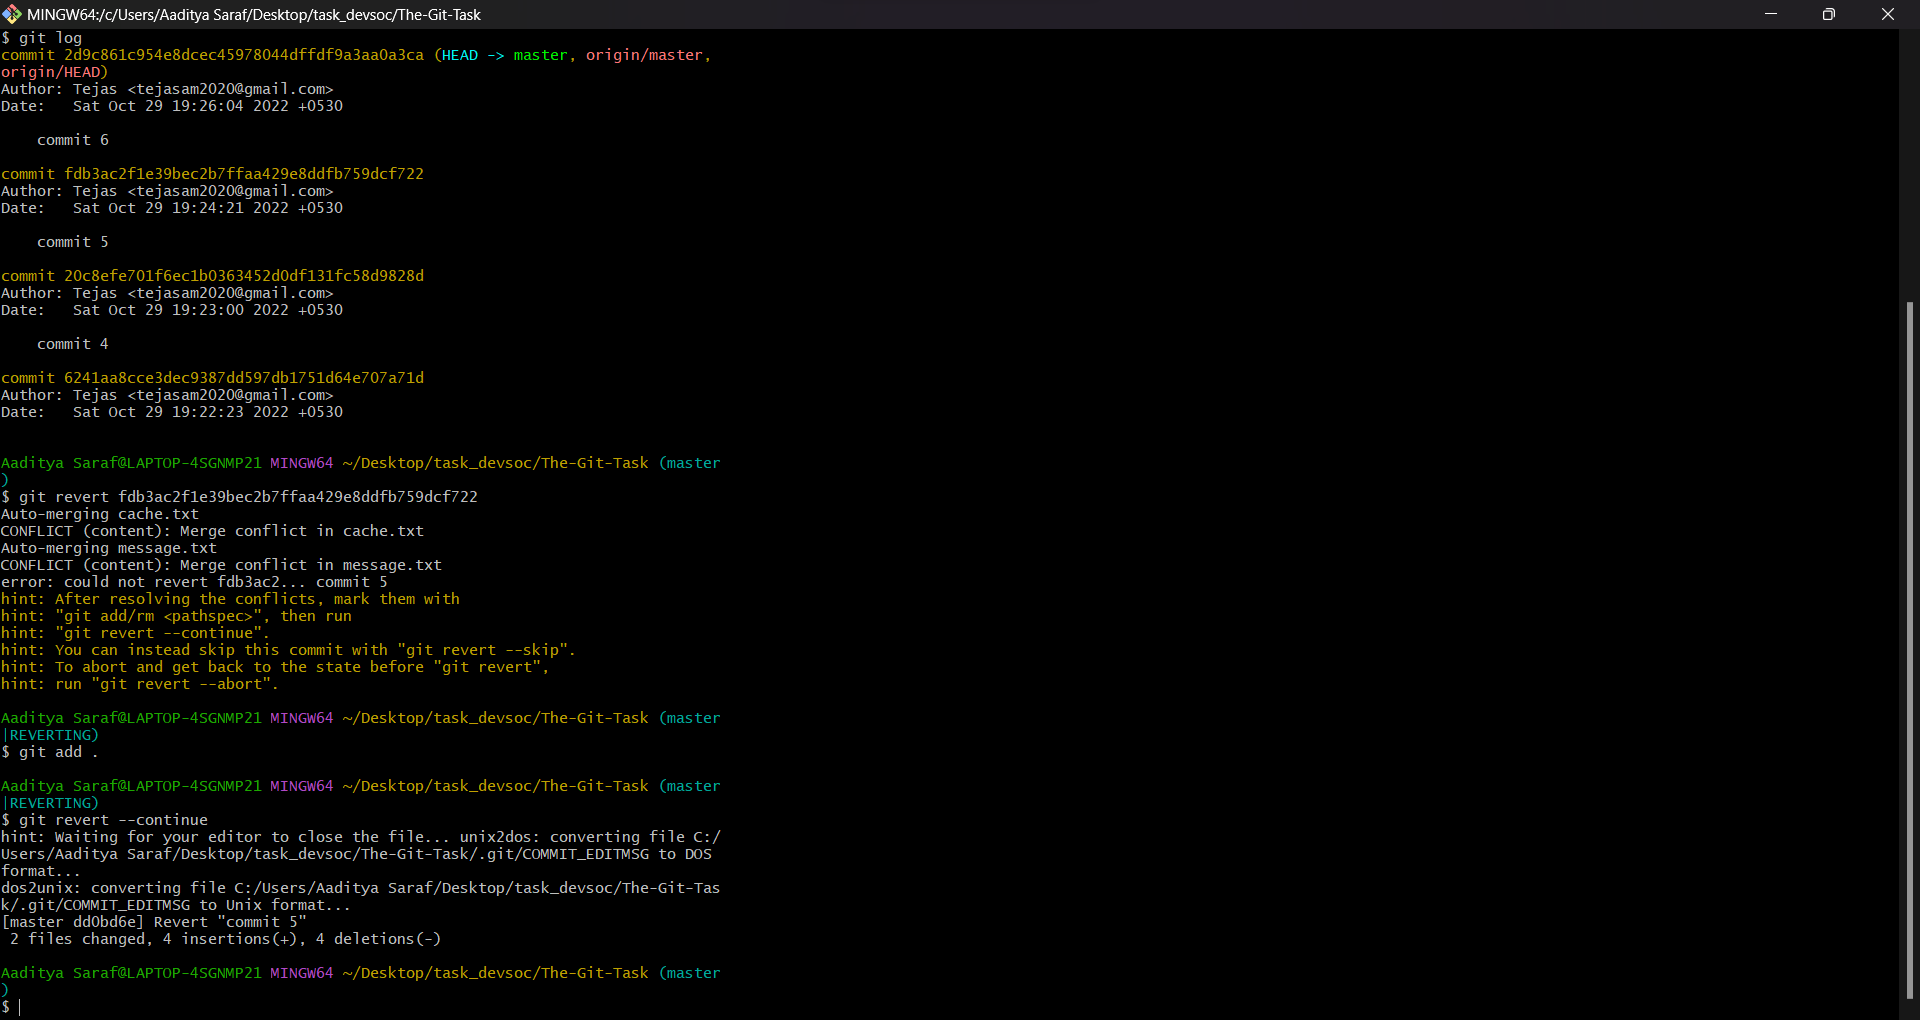 MINGW64:/c/Users/Aaditya Saraf/Desktop/task_devsoc/The-Git-Task
$ git log
commit 2d9c861c954e8dcec45978044dffdf9a3aa0a3ca (HEAD -> master, origin/master,
origin/HEAD)
Author: Tejas <tejasam2020@gmail.com>
Date:   Sat Oct 29 19:26:04 2022 +0530
    commit 6
commit fdb3ac2f1e39bec2b7ffaa429e8ddfb759dcf722
Author: Tejas <tejasam2020@gmail.com>
Date:   Sat Oct 29 19:24:21 2022 +0530
    commit 5
commit 20c8efe701f6ec1b0363452d0df131fc58d9828d
Author: Tejas <tejasam2020@gmail.com>
Date:   Sat Oct 29 19:23:00 2022 +0530
    commit 4
commit 6241aa8cce3dec9387dd597db1751d64e707a71d
Author: Tejas <tejasam2020@gmail.com>
Date:   Sat Oct 29 19:22:23 2022 +0530
Aaditya Saraf@LAPTOP-4SGNMP21 MINGW64 ~/Desktop/task_devsoc/The-Git-Task (master
)
$ git revert fdb3ac2f1e39bec2b7ffaa429e8ddfb759dcf722
Auto-merging cache.txt
CONFLICT (content): Merge conflict in cache.txt
Auto-merging message.txt
CONFLICT (content): Merge conflict in message.txt
error: could not revert fdb3ac2... commit 5
hint: After resolving the conflicts, mark them with
hint: "git add/rm <pathspec>", then run
hint: "git revert --continue".
hint: You can instead skip this commit with "git revert --skip".
hint: To abort and get back to the state before "git revert",
hint: run "git revert --abort".
Aaditya Saraf@LAPTOP-4SGNMP21 MINGW64 ~/Desktop/task_devsoc/The-Git-Task (master
|REVERTING)
$ git add .
Aaditya Saraf@LAPTOP-4SGNMP21 MINGW64 ~/Desktop/task_devsoc/The-Git-Task (master
|REVERTING)
$ git revert --continue
hint: Waiting for your editor to close the file... unix2dos: converting file C:/
Users/Aaditya Saraf/Desktop/task_devsoc/The-Git-Task/.git/COMMIT_EDITMSG to DOS
format...
dos2unix: converting file C:/Users/Aaditya Saraf/Desktop/task_devsoc/The-Git-Tas
k/.git/COMMIT_EDITMSG to Unix format...
[master dd0bd6e] Revert "commit 5"
 2 files changed, 4 insertions(+), 4 deletions(-)
Aaditya Saraf@LAPTOP-4SGNMP21 MINGW64 ~/Desktop/task_devsoc/The-Git-Task (master
)
$